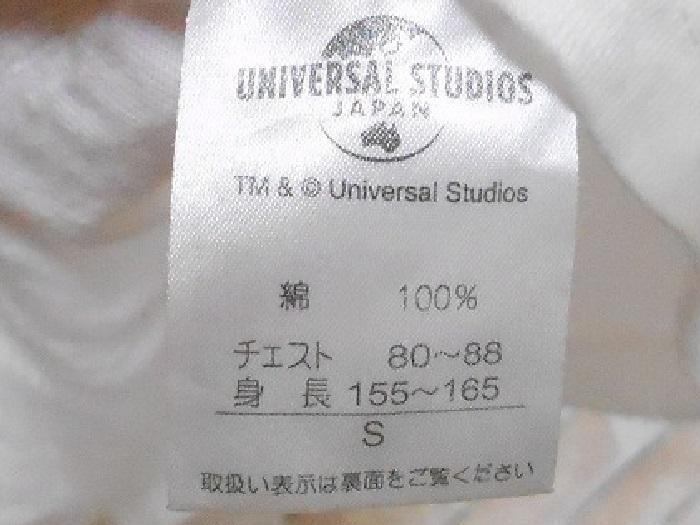 UNIVERSAL STUDIOS
JAPAN
TM & © Universal Studios
綿 100%
チェスト 80~88
身 長 155~165
S
取扱い表示は裏面をご覧ください